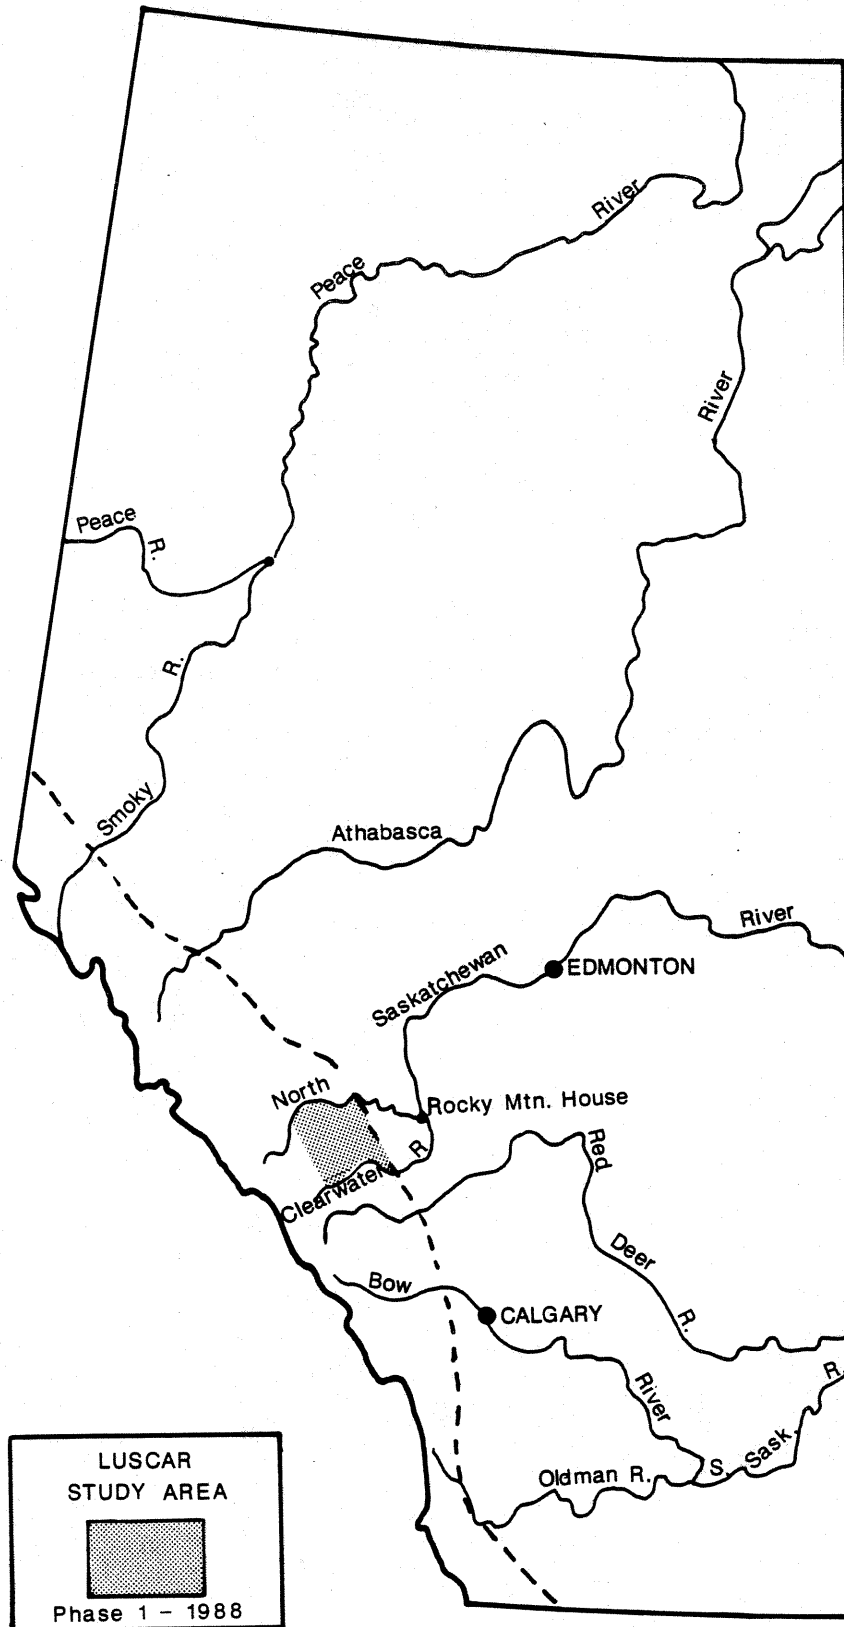 River
Peace
River
Peace
R.
R.
Smoky
Athabasca
River
Saskatchewan
EDMONTON
North
Rocky Mtn. House
R
Clearwater
Red
Deer
R.
Bow
CALGARY
River
R.
S. Sask.
Oldman R.
LUSCAR
STUDY AREA
Phase 1 - 1988